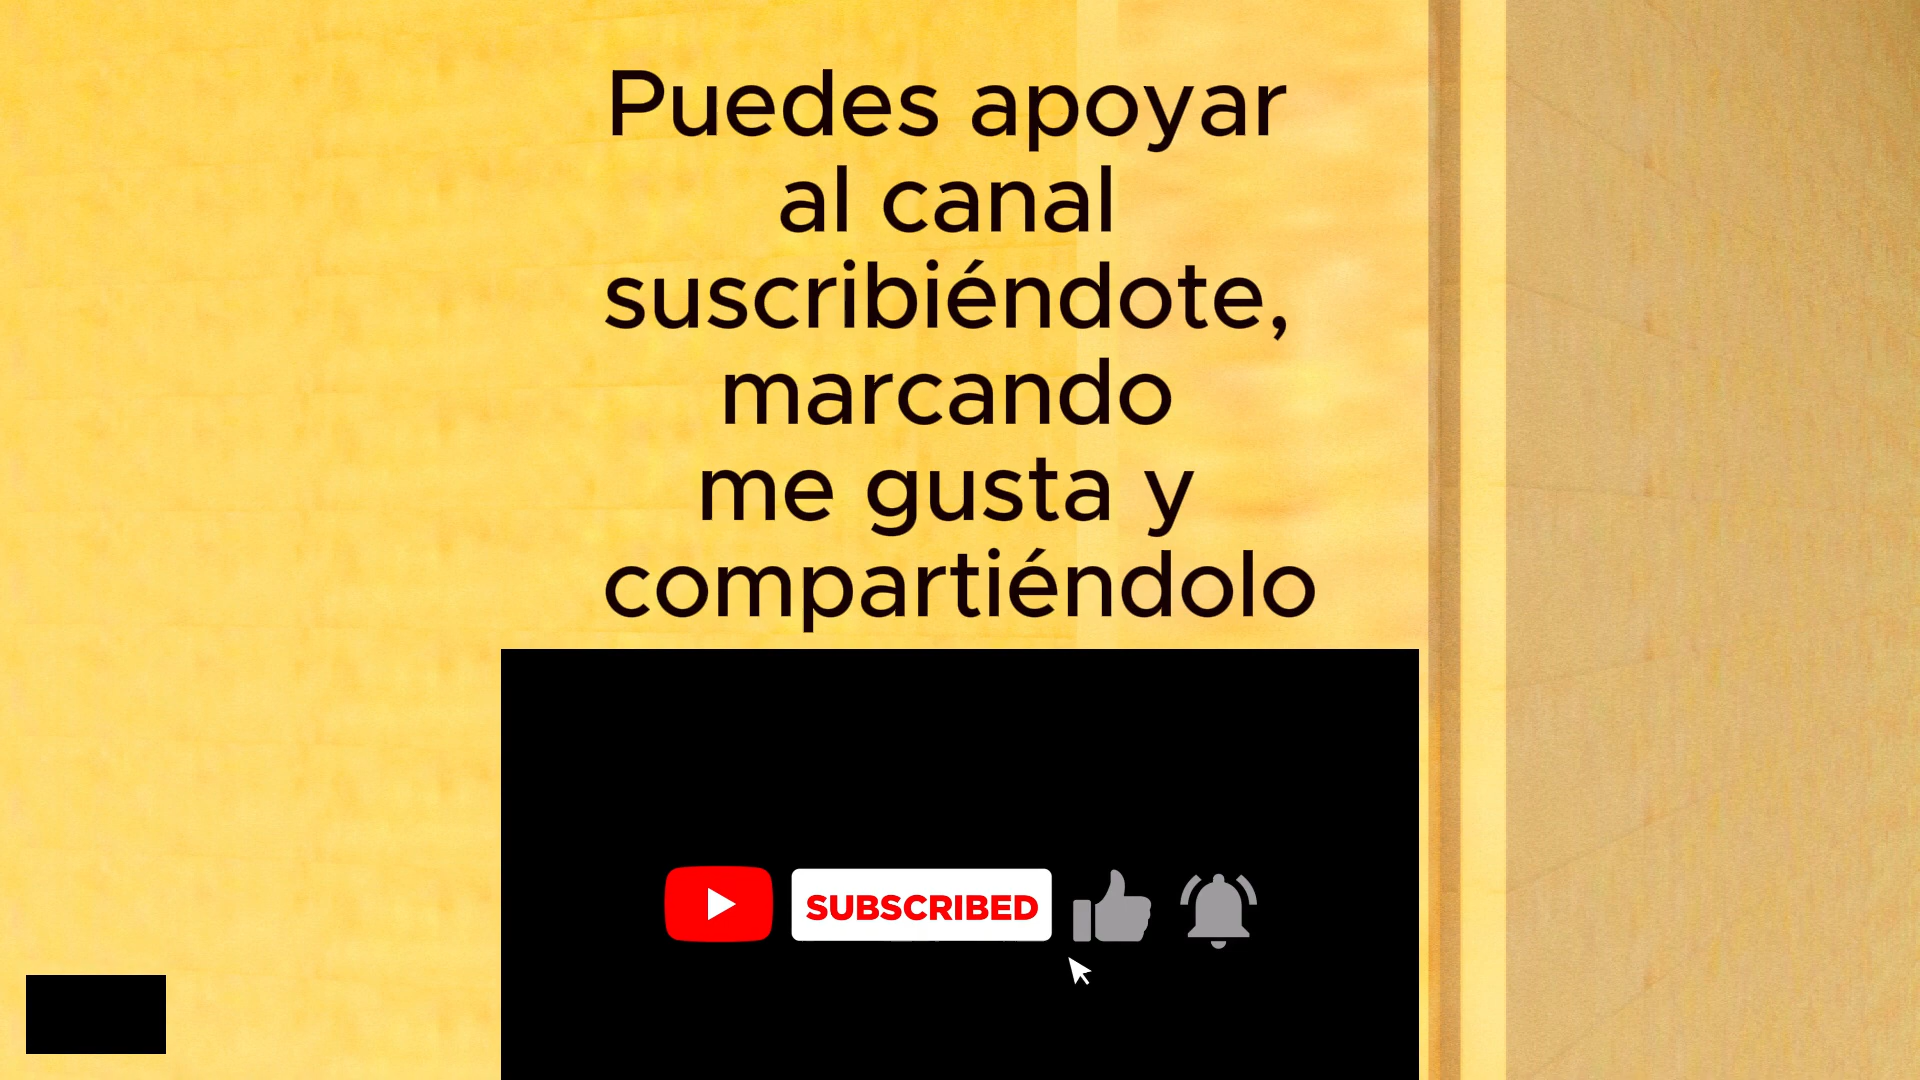 Puedes apoyar
al canal
suscribiéndote,
marcando
me gusta y
compartiéndolo
SUBSCRIBED